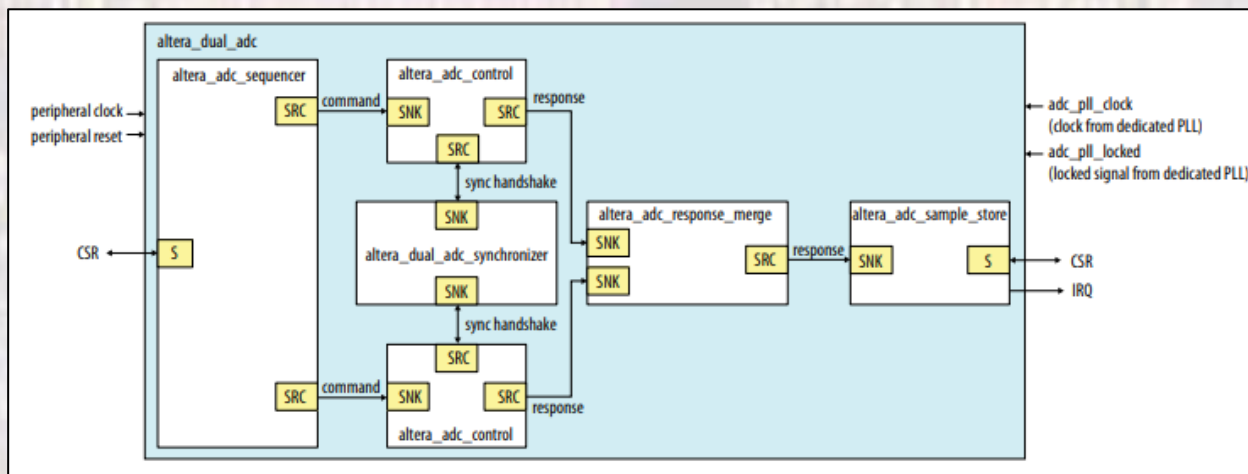 altera_dual_adc
altera_adc_sequencer
SRC
command
altera_adc_control
SNK
SRC
response
SRC
peripheral clock
peripheral reset
adc_pll_clock
(clock from dedicated PLL)
adc_pll_locked
(locked signal from dedicated PLL)
sync handshake
SNK
altera_dual_adc_synchronizer
SNK
altera_adc_response_merge
SNK
SNK
SRC
response
altera_adc_sample_store
SNK
S
CSR
IRQ
CSR
S
sync handshake
SRC
SRC
command
SNK
SRC
response
altera_adc_control